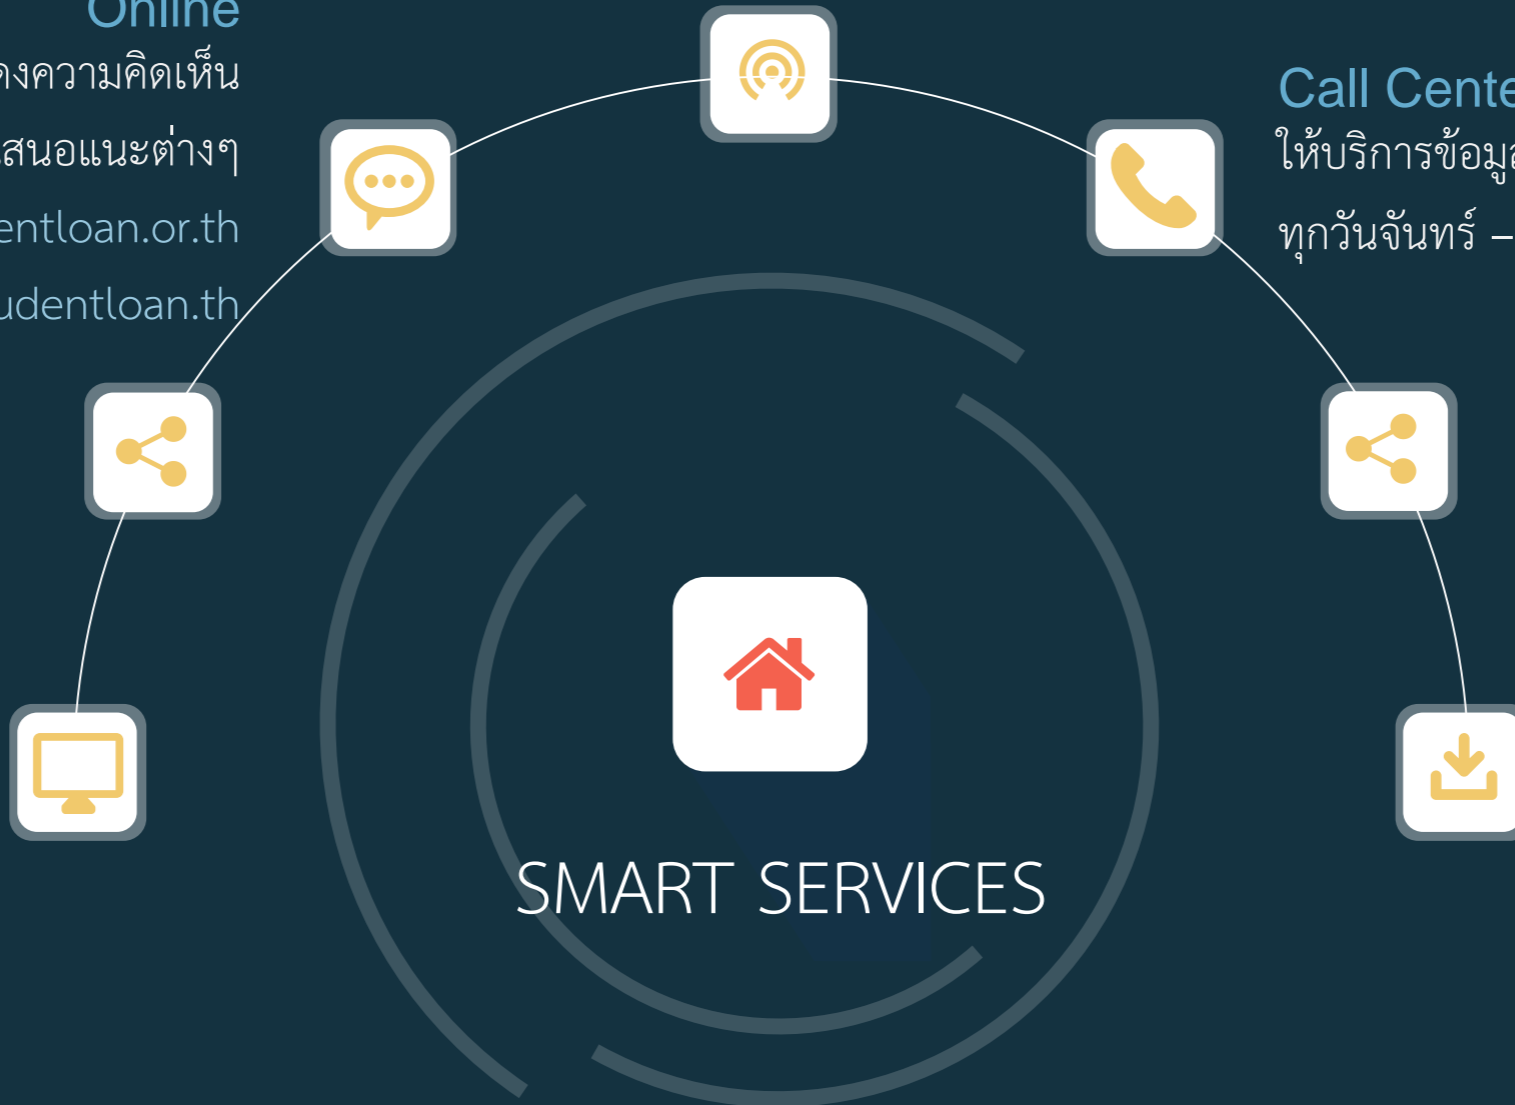 Online
ความคิดเห็น
สนอแนะต่างๆ
entloan.or.th
udentloan.th
Call Cente
ให้บริการข้อมูล
ทุกวันจันทร์ –
SMART SERVICES